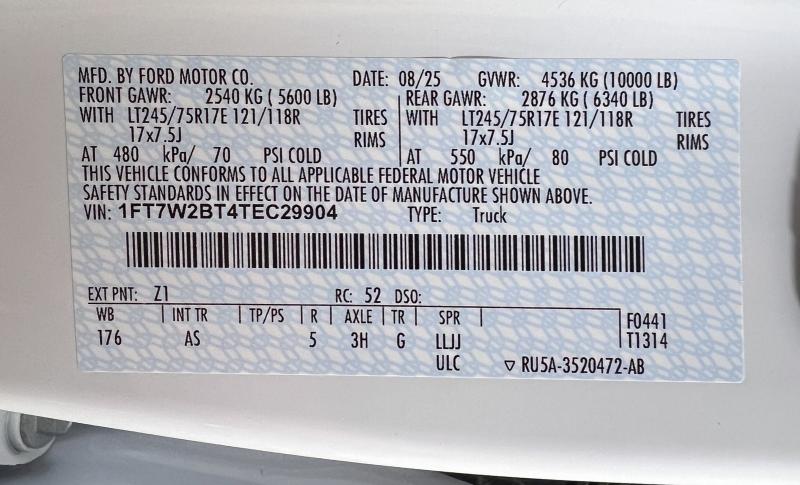 MFD. BY FORD MOTOR CO. DATE: 08/25 GVWR: 4536 KG (10000 LB)
FRONT GAWR: 2540 KG ( 5600 LB) REAR GAWR: 2876 KG ( 6340 LB)
WITH LT245/75R17E 121/118R TIRES WITH LT245/75R17E 121/118R TIRES
17x7.5J RIMS 17x7.5J RIMS
AT 480 kPa/ 70 PSI COLD AT 550 kPa/ 80 PSI COLD
THIS VEHICLE CONFORMS TO ALL APPLICABLE FEDERAL MOTOR VEHICLE
SAFETY STANDARDS IN EFFECT ON THE DATE OF MANUFACTURE SHOWN ABOVE.
VIN: 1FT7W2BT4TEC29904 TYPE: Truck
EXT PNT: Z1 RC: 52 DSO:
WB INT TR TP/PS R AXLE TR SPR F0441
176 AS 5 3H G LLJJ T1314
ULC ▽ RU5A-3520472-AB